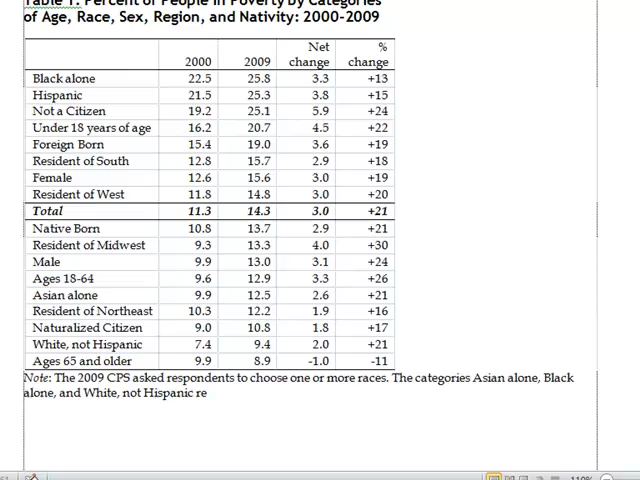 Table 1. Percent of People in Poverty by Categories
of Age, Race, Sex, Region, and Nativity: 2000-2009
2000 2009 Net change % change
Black alone 22.5 25.8 3.3 +13
Hispanic 21.5 25.3 3.8 +15
Not a Citizen 19.2 25.1 5.9 +24
Under 18 years of age 16.2 20.7 4.5 +22
Foreign Born 15.4 19.0 3.6 +19
Resident of South 12.8 15.7 2.9 +18
Female 12.6 15.6 3.0 +19
Resident of West 11.8 14.8 3.0 +20
Total 11.3 14.3 3.0 +21
Native Born 10.8 13.7 2.9 +21
Resident of Midwest 9.3 13.3 4.0 +30
Male 9.9 13.0 3.1 +24
Ages 18-64 9.6 12.9 3.3 +26
Asian alone 9.9 12.5 2.6 +21
Resident of Northeast 10.3 12.2 1.9 +16
Naturalized Citizen 9.0 10.8 1.8 +17
White, not Hispanic 7.4 9.4 2.0 +21
Ages 65 and older 9.9 8.9 -1.0 -11
Note: The 2009 CPS asked respondents to choose one or more races. The categories Asian alone, Black
alone, and White, not Hispanic re
110%